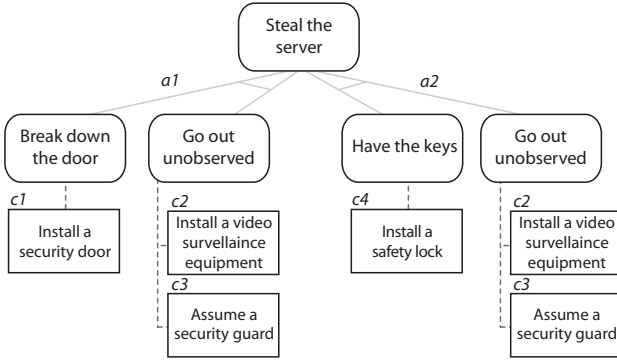 Steal the
server
a1
a2
Break down
the door
Go out
unobserved
Have the keys
Go out
unobserved
c1
Install a
security door
c2
Install a video
survellaince
equipment
c3
Assume a
security guard
c4
Install a
safety lock
c2
Install a video
survellaince
equipment
c3
Assume a
security guard